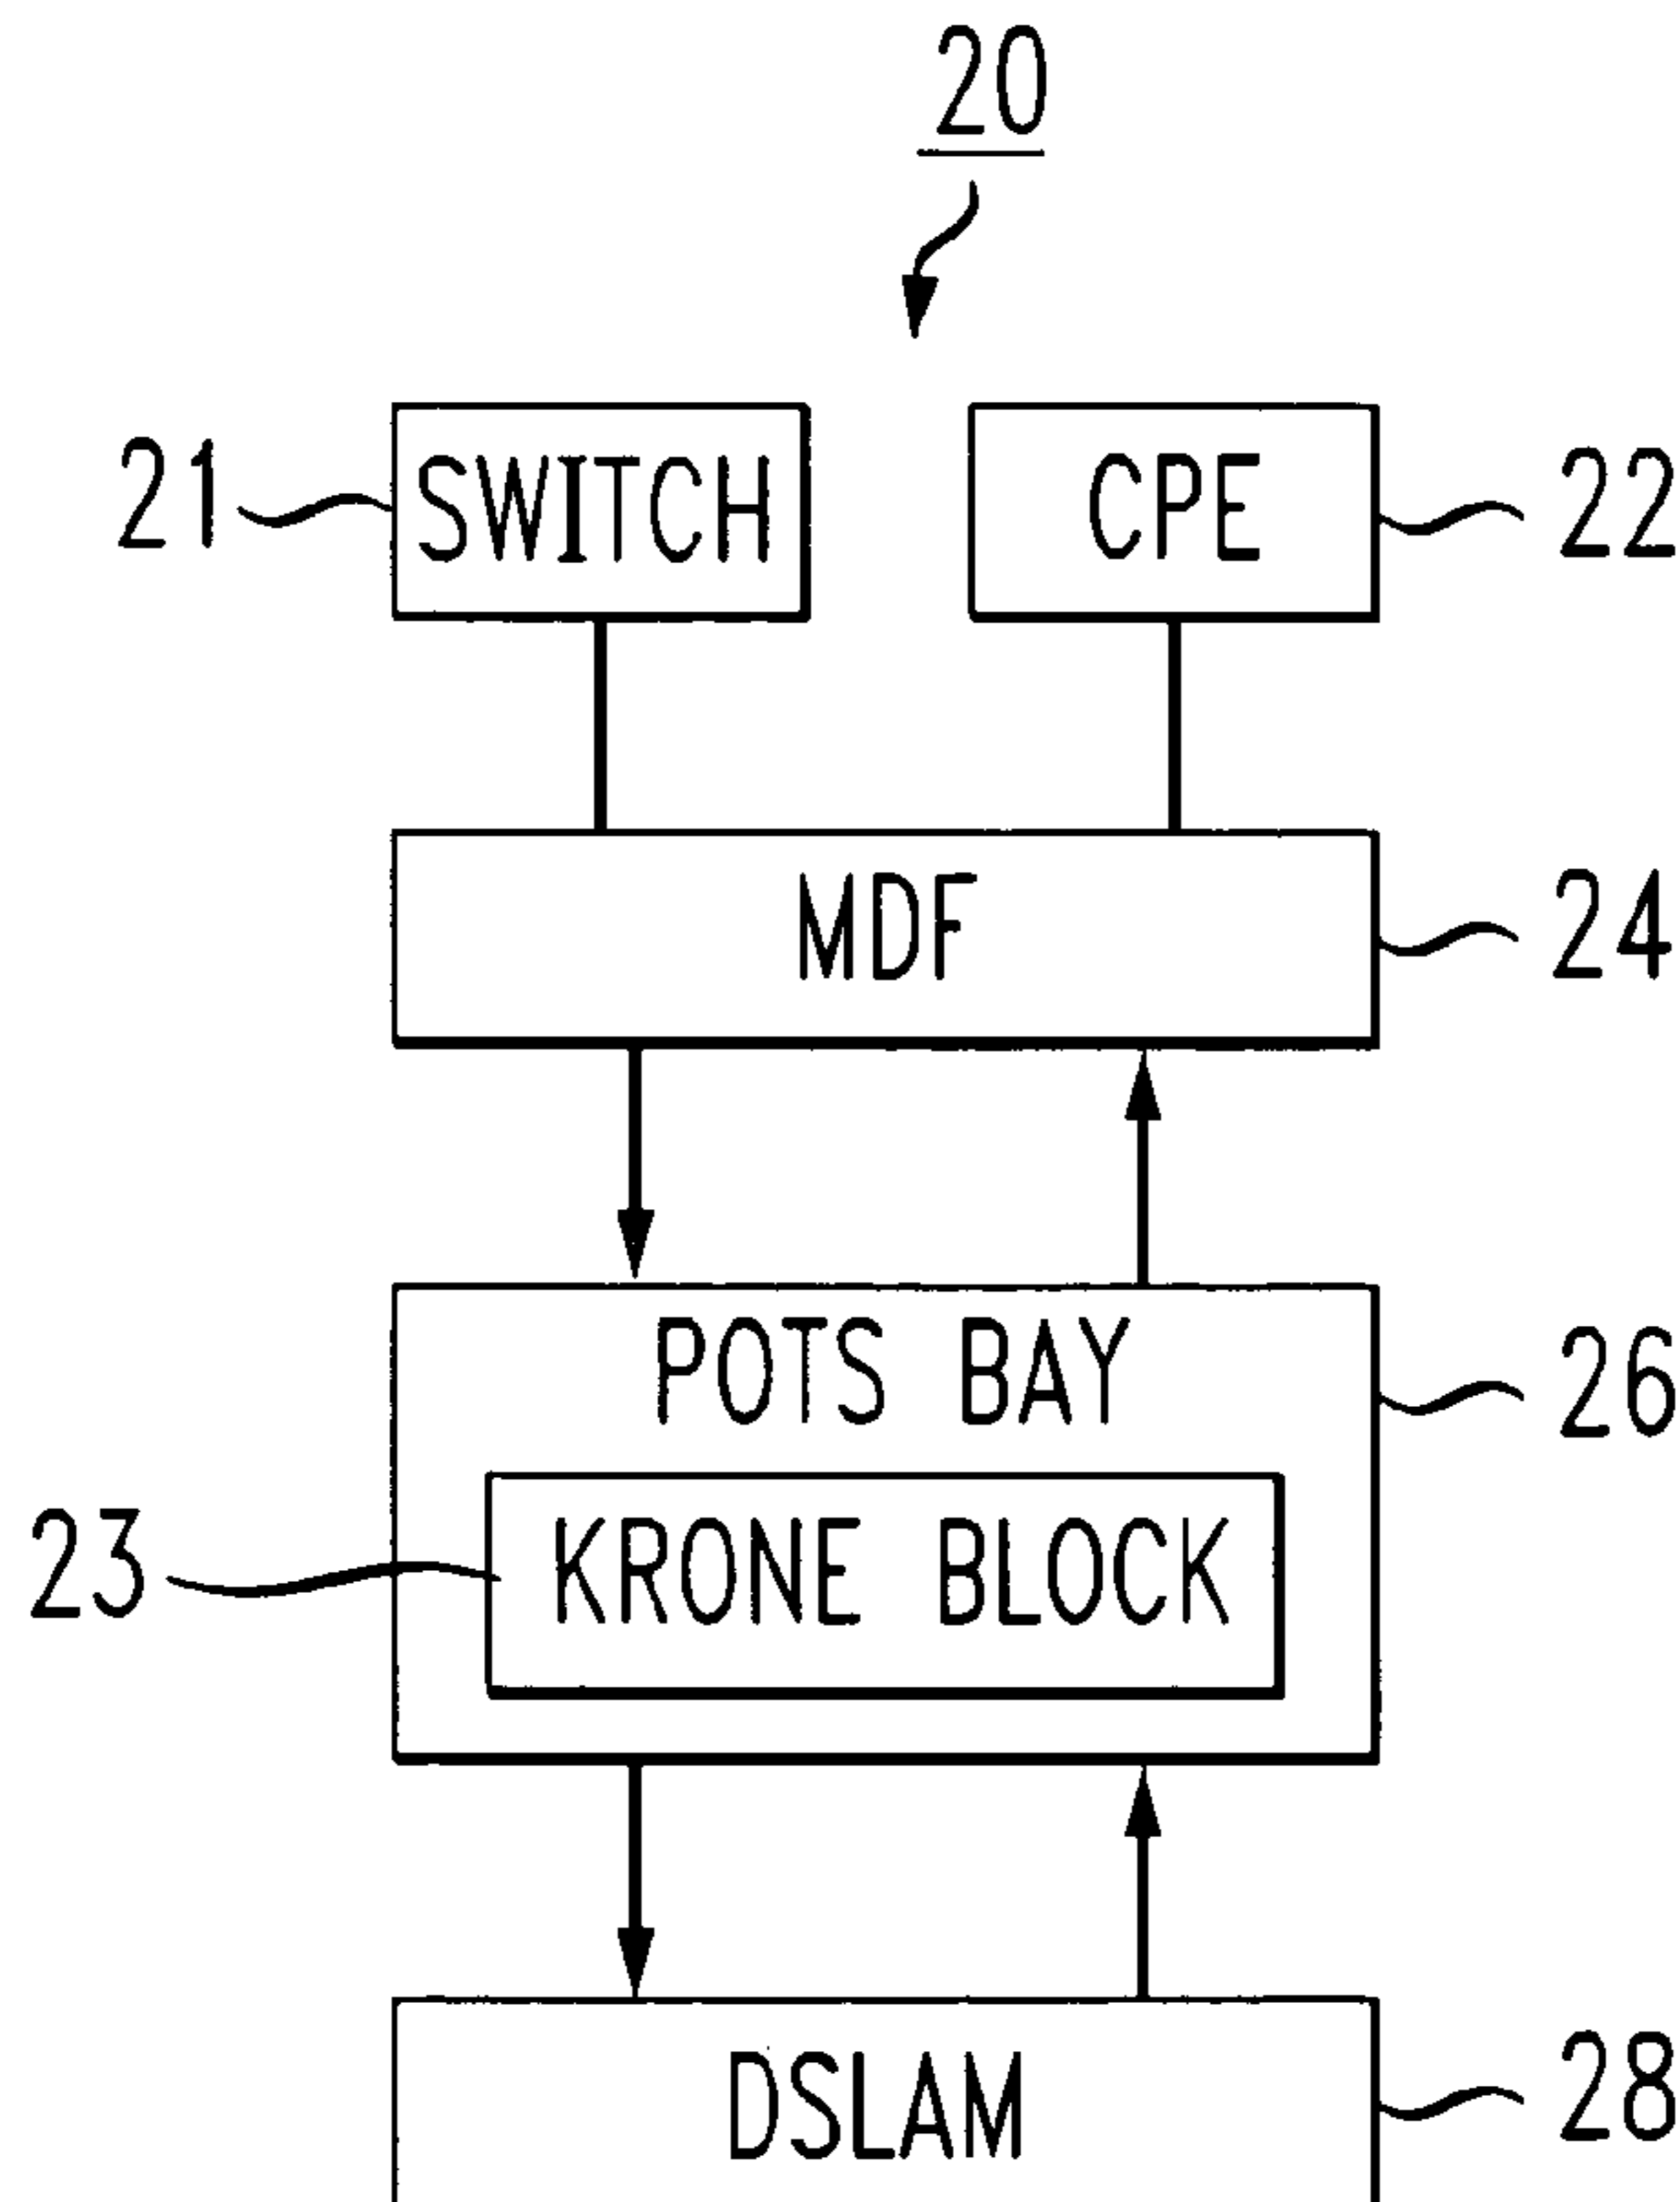 20
21 SWITCH CPE 22
MDF 24
POTS BAY 26
23 KRONE BLOCK
DSLAM 28